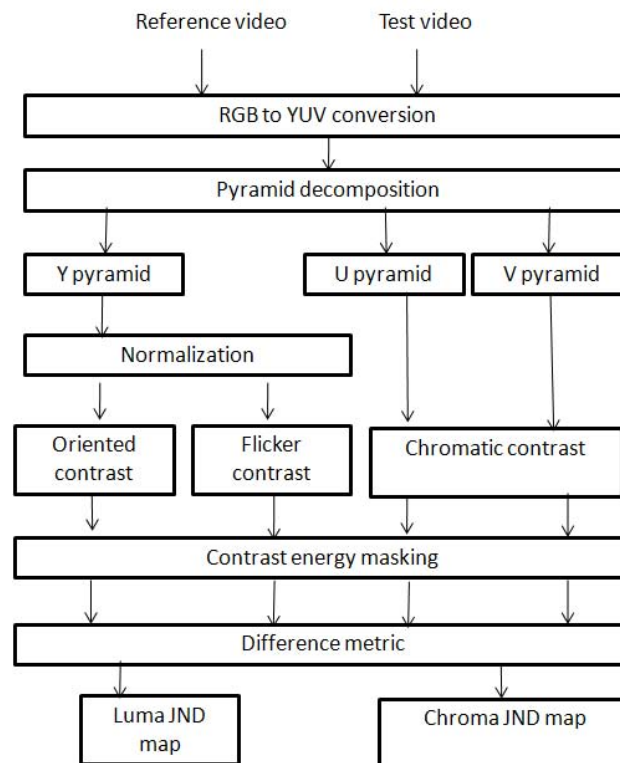 Reference video
Test video
RGB to YUV conversion
Pyramid decomposition
Y pyramid
U pyramid
V pyramid
Normalization
Oriented
contrast
Flicker
contrast
Chromatic contrast
Contrast energy masking
Difference metric
Luma JND
map
Chroma JND map